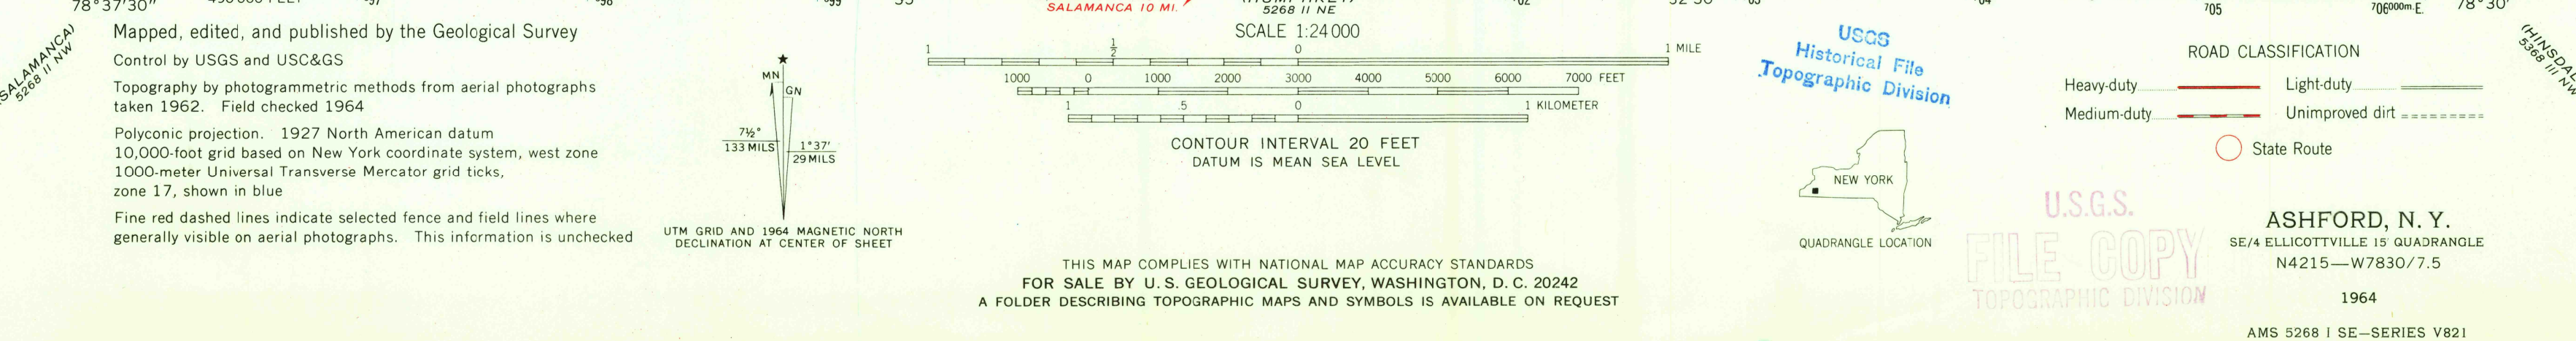 78°37'30"
SALAMANCA 10 MI.
5268 II NE
705
706000m.E.
78°30'
(SALAMANCA)
5268 II NW
Mapped, edited, and published by the Geological Survey
Control by USGS and USC&GS
Topography by photogrammetric methods from aerial photographs
taken 1962. Field checked 1964
Polyconic projection. 1927 North American datum
10,000-foot grid based on New York coordinate system, west zone
1000-meter Universal Transverse Mercator grid ticks,
zone 17, shown in blue
Fine red dashed lines indicate selected fence and field lines where
generally visible on aerial photographs. This information is unchecked
MN
GN
7½°
133 MILS
1°37'
29 MILS
UTM GRID AND 1964 MAGNETIC NORTH
DECLINATION AT CENTER OF SHEET
SCALE 1:24 000
1 ½ 0 1 MILE
1000 0 1000 2000 3000 4000 5000 6000 7000 FEET
1 .5 0 1 KILOMETER
CONTOUR INTERVAL 20 FEET
DATUM IS MEAN SEA LEVEL
THIS MAP COMPLIES WITH NATIONAL MAP ACCURACY STANDARDS
FOR SALE BY U. S. GEOLOGICAL SURVEY, WASHINGTON, D. C. 20242
A FOLDER DESCRIBING TOPOGRAPHIC MAPS AND SYMBOLS IS AVAILABLE ON REQUEST
USGS
Historical File
Topographic Division
NEW YORK
QUADRANGLE LOCATION
U.S.G.S.
FILE COPY
TOPOGRAPHIC DIVISION
ROAD CLASSIFICATION
Heavy-duty Light-duty
Medium-duty Unimproved dirt
State Route
ASHFORD, N. Y.
SE/4 ELLICOTTVILLE 15' QUADRANGLE
N4215—W7830/7.5
1964
AMS 5268 I SE—SERIES V821
5368 III NW